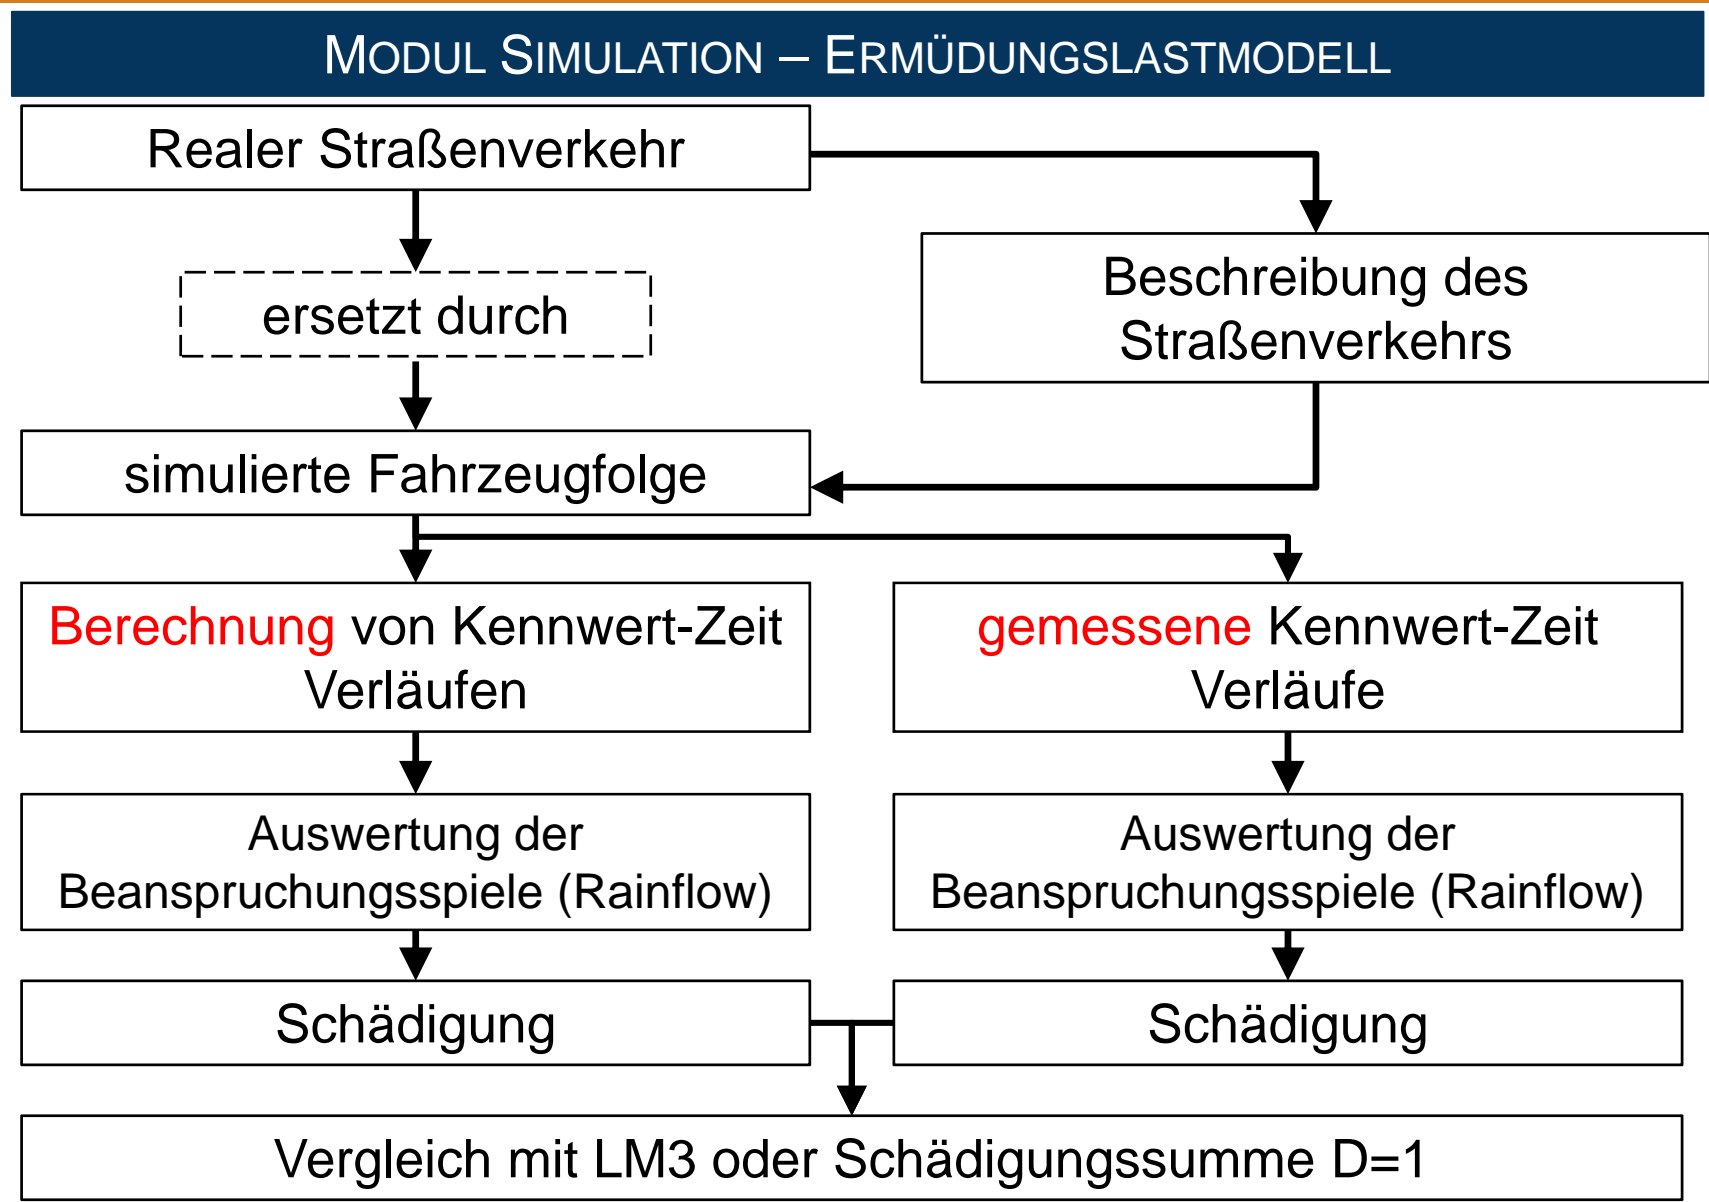 MODUL SIMULATION – ERMÜDUNGSLASTMODELL
Realer Straßenverkehr
ersetzt durch
Beschreibung des
Straßenverkehrs
simulierte Fahrzeugfolge
Berechnung von Kennwert-Zeit
Verläufen
gemessene Kennwert-Zeit
Verläufe
Auswertung der
Beanspruchungsspiele (Rainflow)
Auswertung der
Beanspruchungsspiele (Rainflow)
Schädigung
Schädigung
Vergleich mit LM3 oder Schädigungssumme D=1